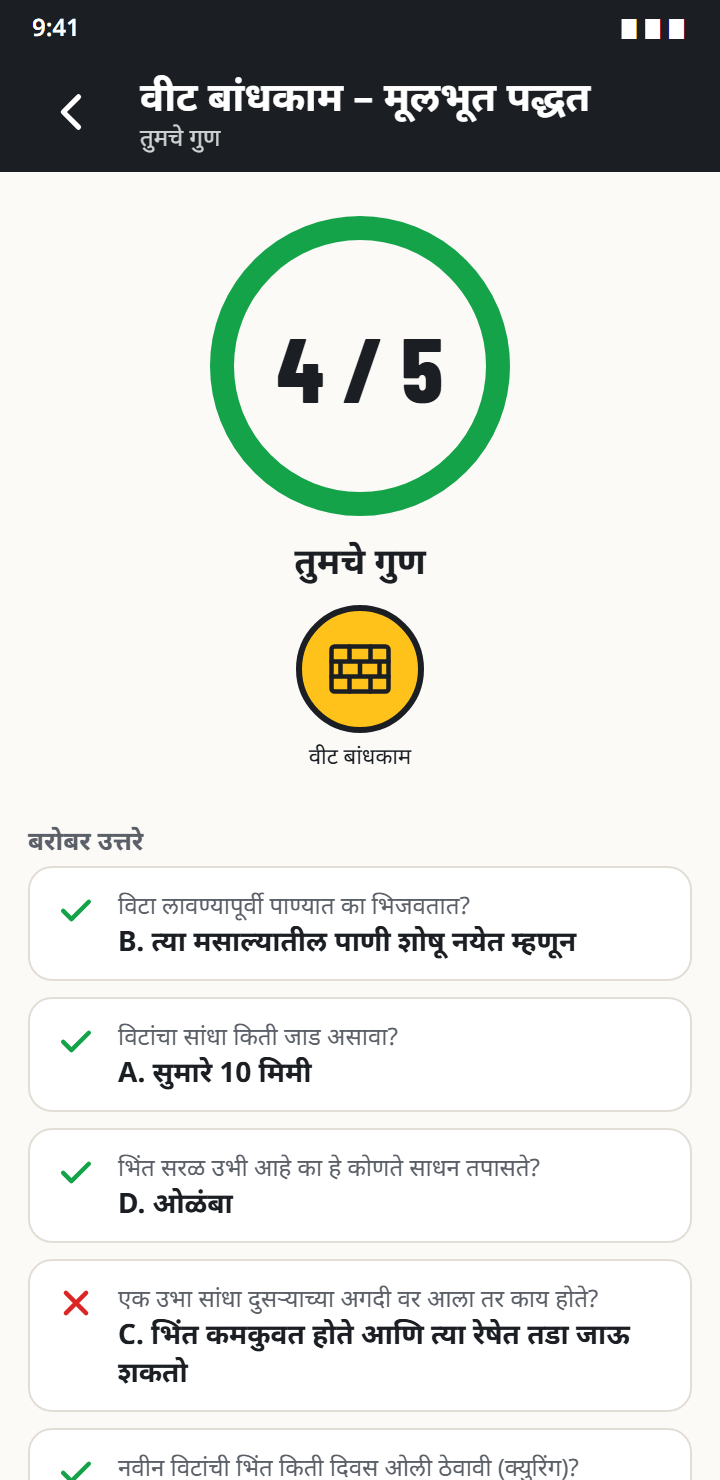 9:41
वीट बांधकाम – मूलभूत पद्धत
तुमचे गुण
4 / 5
तुमचे गुण
वीट बांधकाम
बरोबर उत्तरे
विटा लावण्यापूर्वी पाण्यात का भिजवतात?
B. त्या मसाल्यातील पाणी शोषू नयेत म्हणून
विटांचा सांधा किती जाड असावा?
A. सुमारे 10 मिमी
भिंत सरळ उभी आहे का हे कोणते साधन तपासते?
D. ओळंबा
एक उभा सांधा दुसऱ्याच्या अगदी वर आला तर काय होते?
C. भिंत कमकुवत होते आणि त्या रेषेत तडा जाऊ
शकतो
नवीन विटांची भिंत किती दिवस ओली ठेवावी (क्युरिंग)?